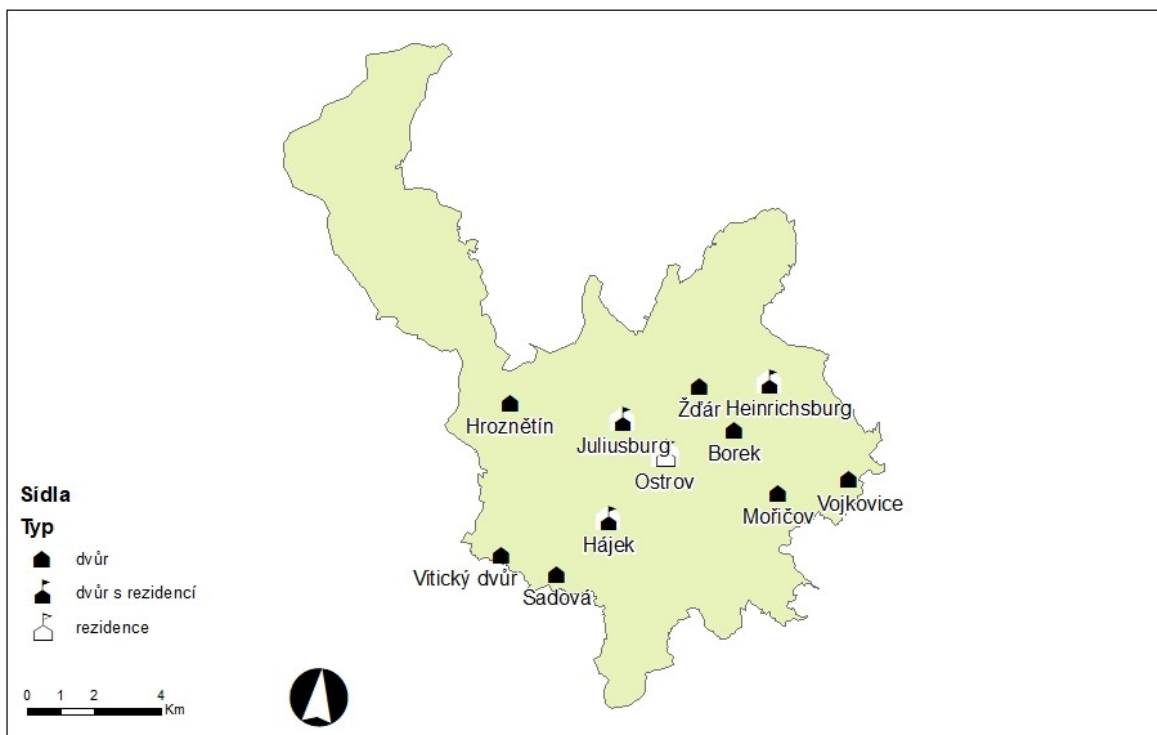 Hroznětín
Žďár
Heinrichsburg
Juliusburg
Borek
Ostrov
Mořičov
Vojkovice
Hájek
Vitický dvůr
Sadová
Sídla
Typ
dvůr
dvůr s rezidencí
rezidence
0 1 2 4
Km